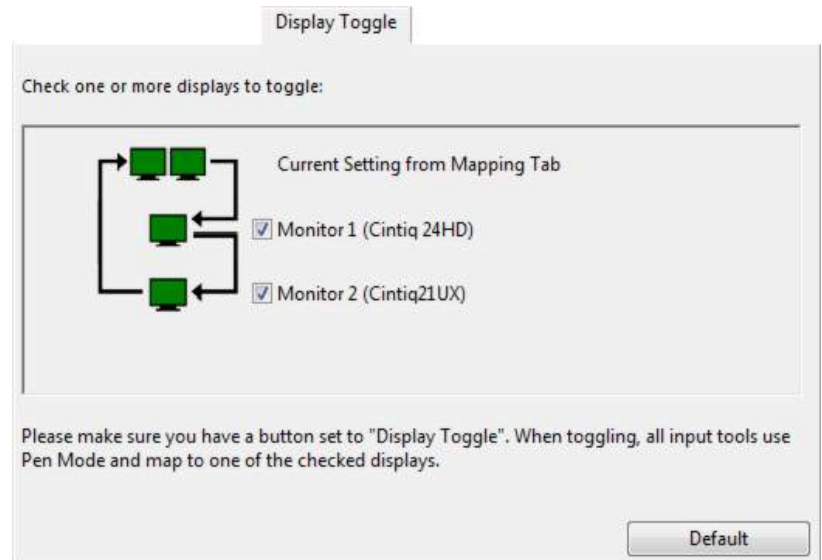 Display Toggle
Check one or more displays to toggle:
Current Setting from Mapping Tab
Monitor 1 (Cintiq 24HD)
Monitor 2 (Cintiq21UX)
Please make sure you have a button set to "Display Toggle". When toggling, all input tools use
Pen Mode and map to one of the checked displays.
Default